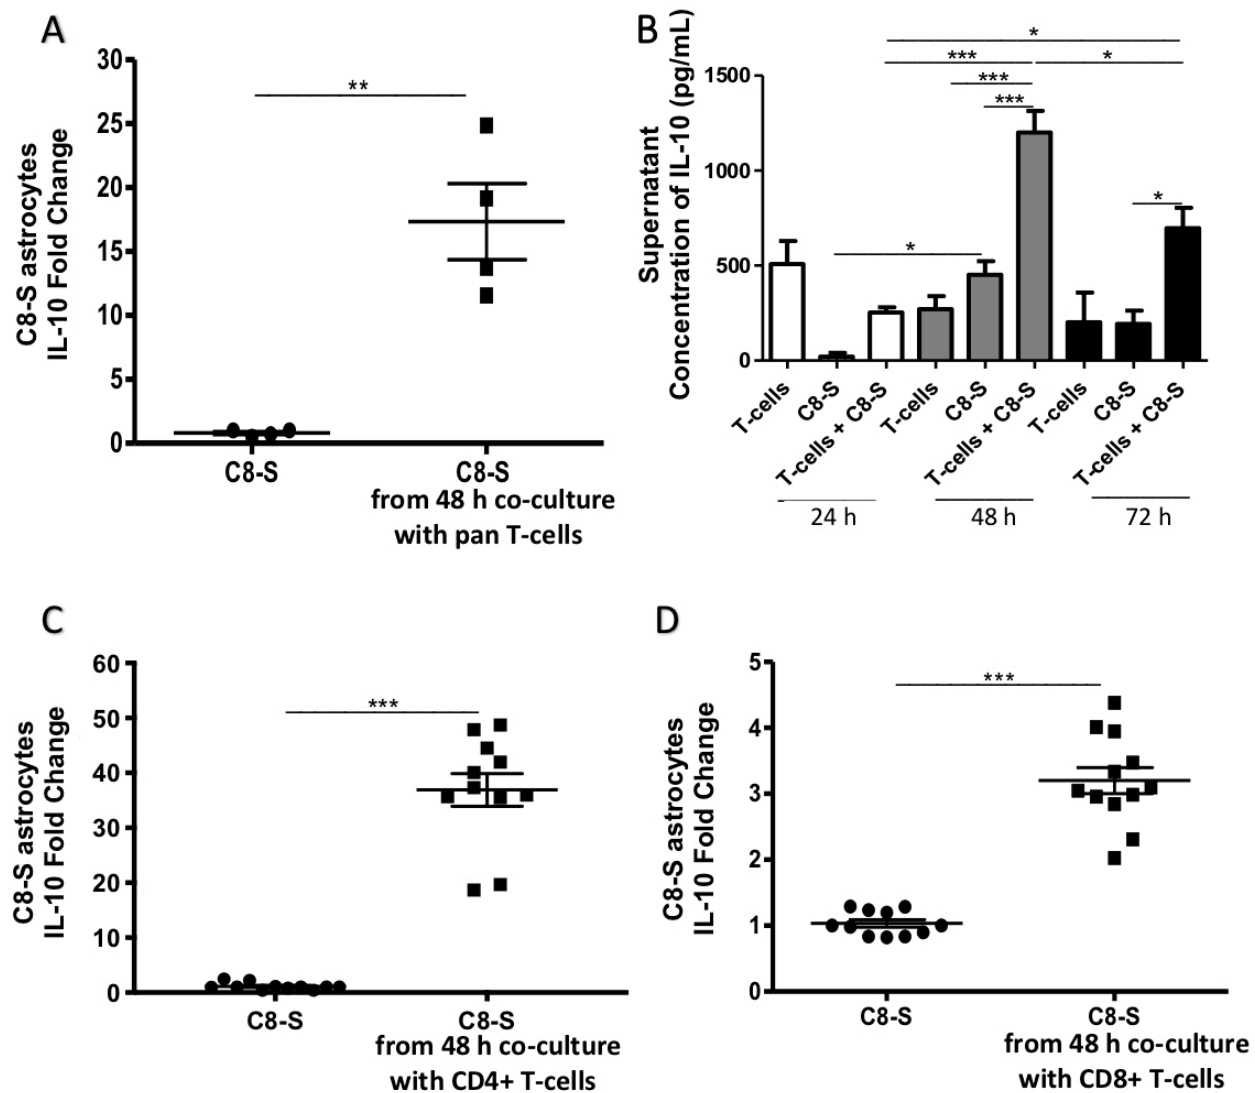 A
C8-S astrocytes
IL-10 Fold Change
30
25
20
15
10
5
0
**
C8-S
C8-S
from 48 h co-culture
with pan T-cells
B
Supernatant
Concentration of IL-10 (pg/mL)
1500
1000
500
0
*
***
*
***
***
*
*
T-cells
C8-S
T-cells + C8-S
T-cells
C8-S
T-cells + C8-S
T-cells
C8-S
T-cells + C8-S
24 h
48 h
72 h
C
C8-S astrocytes
IL-10 Fold Change
60
50
40
30
20
10
0
***
C8-S
C8-S
from 48 h co-culture
with CD4+ T-cells
D
C8-S astrocytes
IL-10 Fold Change
5
4
3
2
1
0
***
C8-S
C8-S
from 48 h co-culture
with CD8+ T-cells